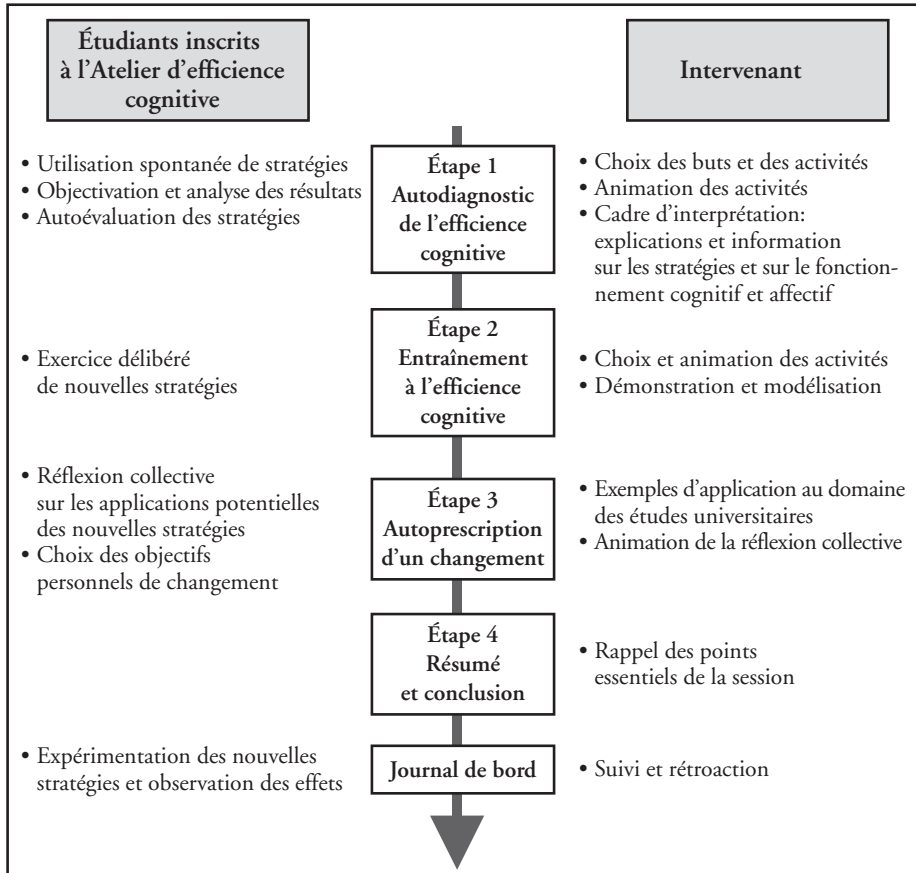 Étudiants inscrits
à l'Atelier d'efficience
cognitive
Intervenant
• Utilisation spontanée de stratégies
• Objectivation et analyse des résultats
• Autoévaluation des stratégies
Étape 1
Autodiagnostic
de l'efficience
cognitive
• Choix des buts et des activités
• Animation des activités
• Cadre d'interprétation:
explications et information
sur les stratégies et sur le fonction-
nement cognitif et affectif
• Exercice délibéré
de nouvelles stratégies
Étape 2
Entraînement
à l'efficience
cognitive
• Choix et animation des activités
• Démonstration et modélisation
• Réflexion collective
sur les applications potentielles
des nouvelles stratégies
• Choix des objectifs
personnels de changement
Étape 3
Autoprescription
d'un changement
• Exemples d'application au domaine
des études universitaires
• Animation de la réflexion collective
Étape 4
Résumé
et conclusion
• Rappel des points
essentiels de la session
• Expérimentation des nouvelles
stratégies et observation des effets
Journal de bord
• Suivi et rétroaction